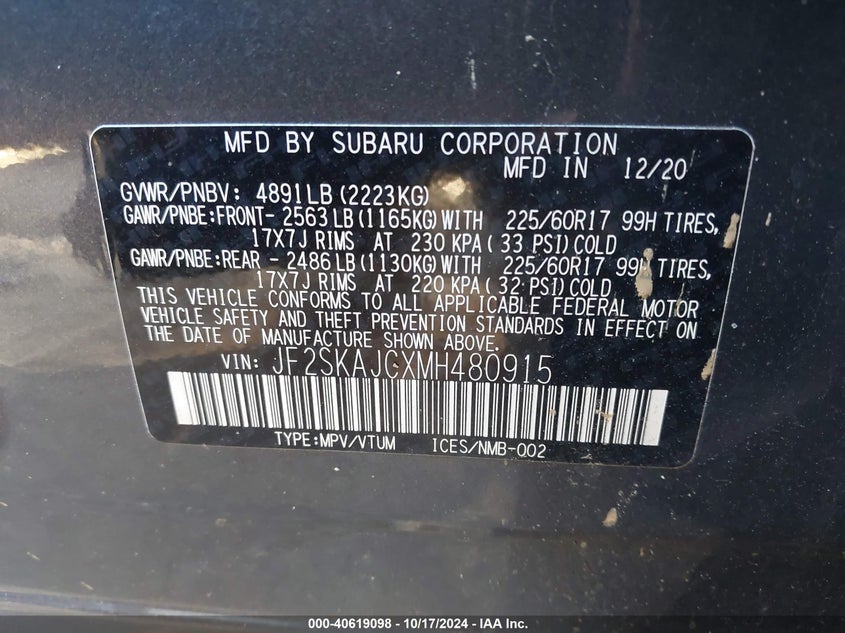 MFD BY SUBARU CORPORATION
MFD IN 12/20
GVWR/PNBV: 4891LB (2223KG)
GAWR/PNBE:FRONT- 2563 LB (1165KG) WITH 225/60R17 99H TIRES,
17X7J RIMS AT 230 KPA ( 33 PSI) COLD
GAWR/PNBE:REAR - 2486 LB (1130KG) WITH 225/60R17 99H TIRES,
17X7J RIMS AT 220 KPA ( 32 PSI) COLD
THIS VEHICLE CONFORMS TO ALL APPLICABLE FEDERAL MOTOR
VEHICLE SAFETY AND THEFT PREVENTION STANDARDS IN EFFECT ON
THE DATE OF MANUFACTURE SHOWN ABOVE.
VIN: JF2SKAJCXMH480915
TYPE:MPV/VTUM ICES/NMB-002
000-40619098 - 10/17/2024 - IAA Inc.